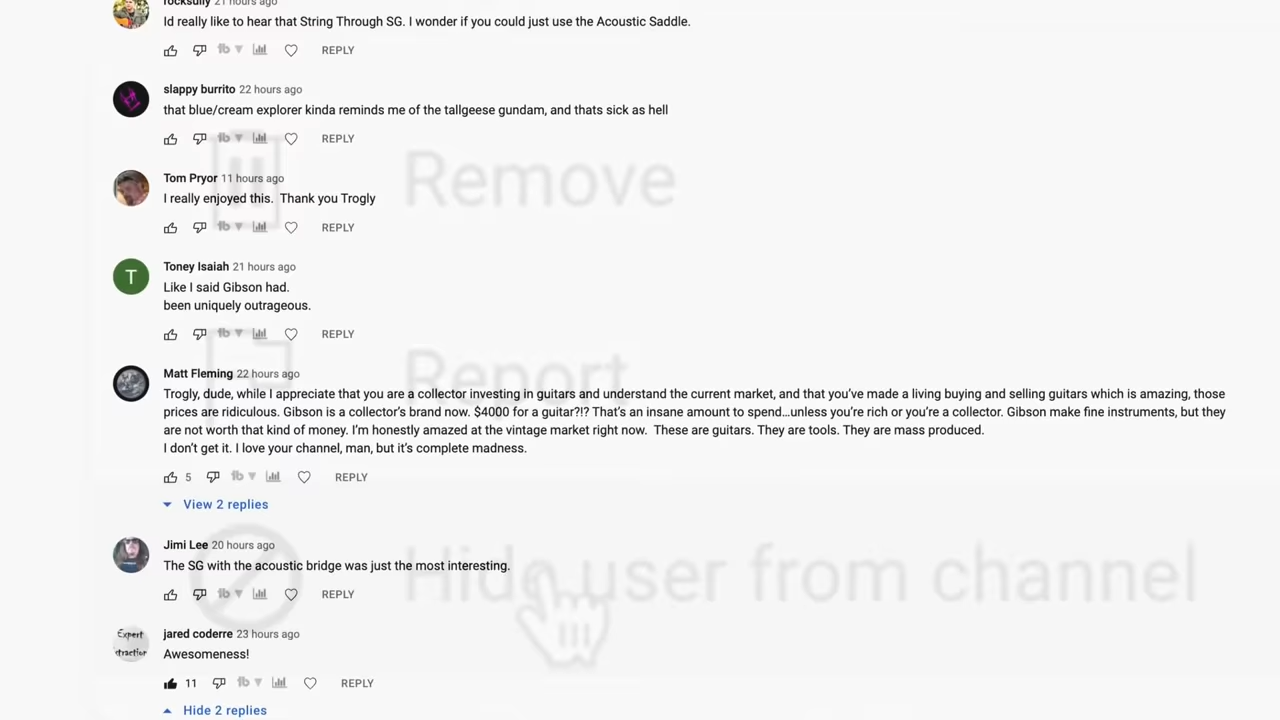 rocksully 21 hours ago
Id really like to hear that String Through SG. I wonder if you could just use the Acoustic Saddle.
REPLY
slappy burrito 22 hours ago
that blue/cream explorer kinda reminds me of the tallgeese gundam, and thats sick as hell
REPLY
Remove
Tom Pryor 11 hours ago
I really enjoyed this.  Thank you Trogly
REPLY
Toney Isaiah 21 hours ago
T
Like I said Gibson had.
been uniquely outrageous.
REPLY
Report
Matt Fleming 22 hours ago
Trogly, dude, while I appreciate that you are a collector investing in guitars and understand the current market, and that you've made a living buying and selling guitars which is amazing, those
prices are ridiculous. Gibson is a collector's brand now. $4000 for a guitar?!? That's an insane amount to spend…unless you're rich or you're a collector. Gibson make fine instruments, but they
are not worth that kind of money. I'm honestly amazed at the vintage market right now.  These are guitars. They are tools. They are mass produced.
I don't get it. I love your channel, man, but it's complete madness.
5 REPLY
View 2 replies
Jimi Lee 20 hours ago
The SG with the acoustic bridge was just the most interesting.
Hide user from channel
REPLY
jared coderre 23 hours ago
Expert
Awesomeness!
11 REPLY
Hide 2 replies